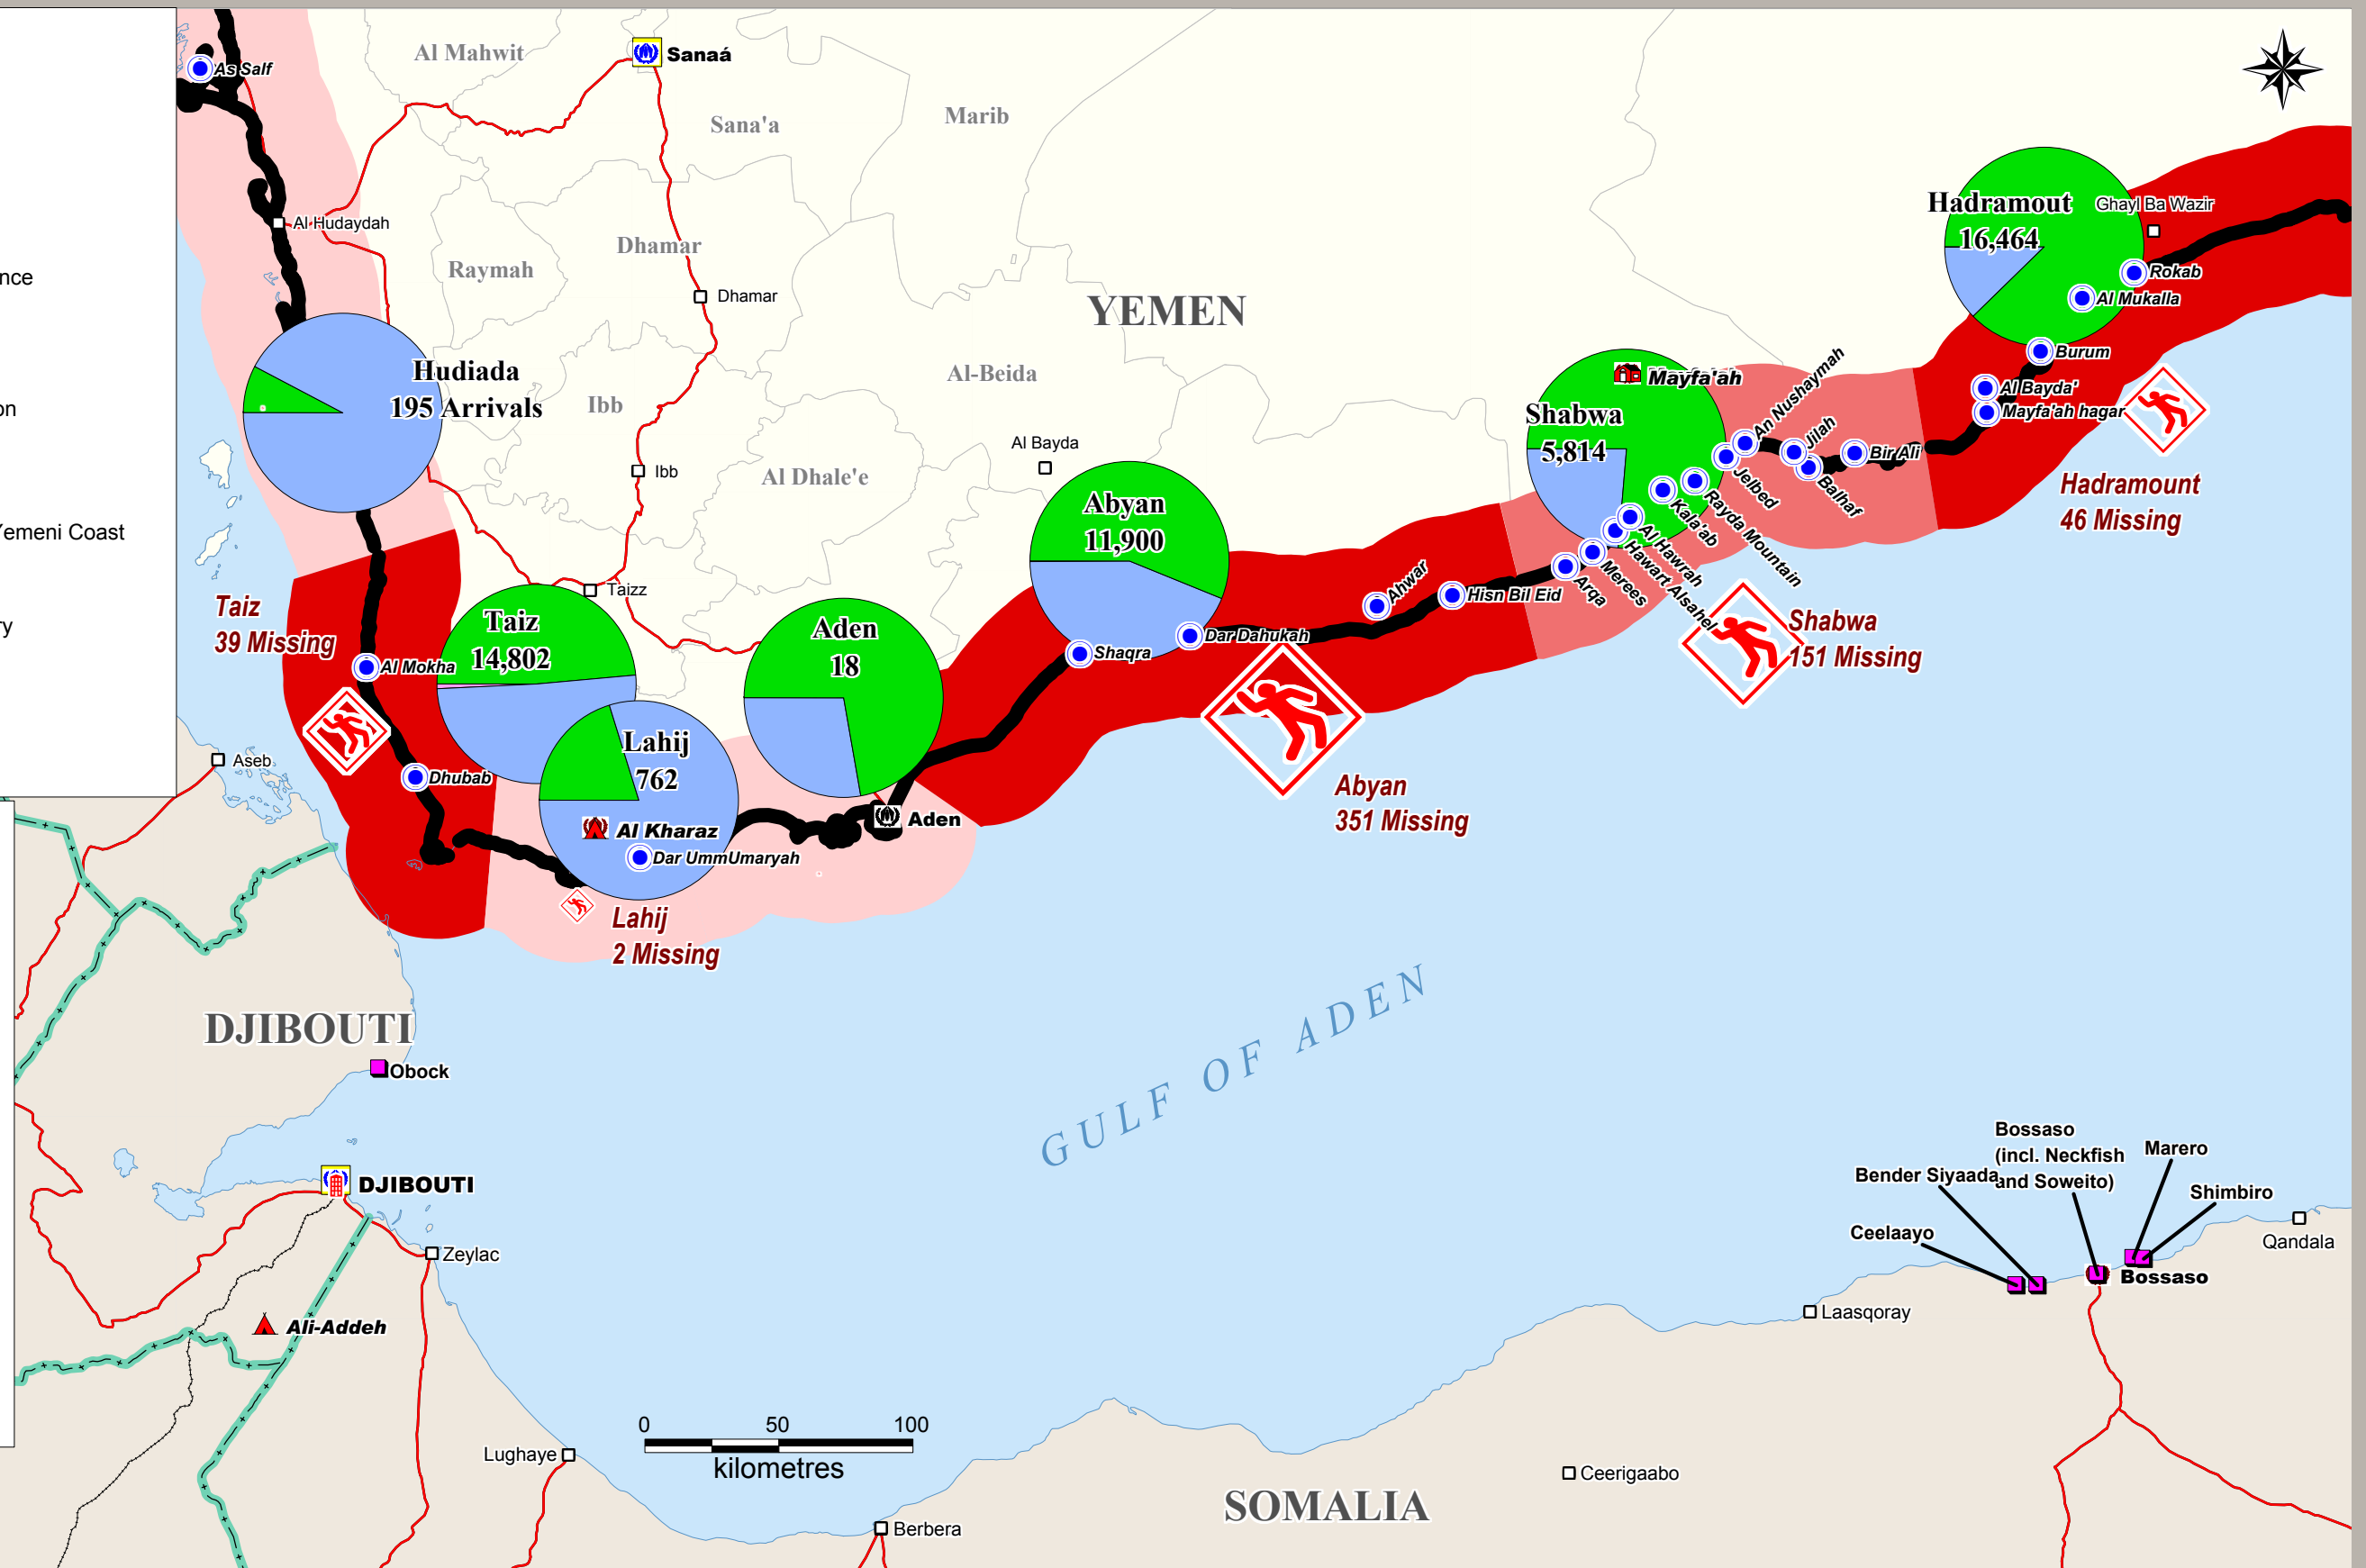 nce
on
Yemeni Coast
ry
As Salf
Al Mahwit
Sanaá
Sana'a
Marib
Al Hudaydah
Raymah
Dhamar
Dhamar
YEMEN
Hadramout
16,464
Ghayl Ba Wazir
Rokab
Al Mukalla
Burum
Al Bayda'
Mayfa'ah hagar
Hadramount
46 Missing
Hudiada
195 Arrivals
Ibb
Ibb
Al-Beida
Al Dhale'e
Al Bayda
Mayfa'ah
Shabwa
5,814
An Nushaymah
Jilah
Bir Ali
Balhaf
Jelbed
Rayda Mountain
Kala'ab
Al Hawrah
Hawart Alsahel
Merees
Arqa
Shabwa
151 Missing
Abyan
11,900
Ahwar
Hisn Bil Eid
Dar Dahukah
Shaqra
Abyan
351 Missing
Taizz
Taiz
39 Missing
Taiz
14,802
Al Mokha
Dhubab
Aden
18
Aden
Lahij
762
Al Kharaz
Dar UmmUmaryah
Lahij
2 Missing
Aseb
DJIBOUTI
Obock
GULF OF ADEN
DJIBOUTI
Zeylac
Ali-Addeh
Lughaye
0 50 100
kilometres
Berbera
SOMALIA
Ceerigaabo
Laasqoray
Ceelaayo
Bender Siyaada
Bossaso
(incl. Neckfish
and Soweito)
Marero
Shimbiro
Bossaso
Qandala